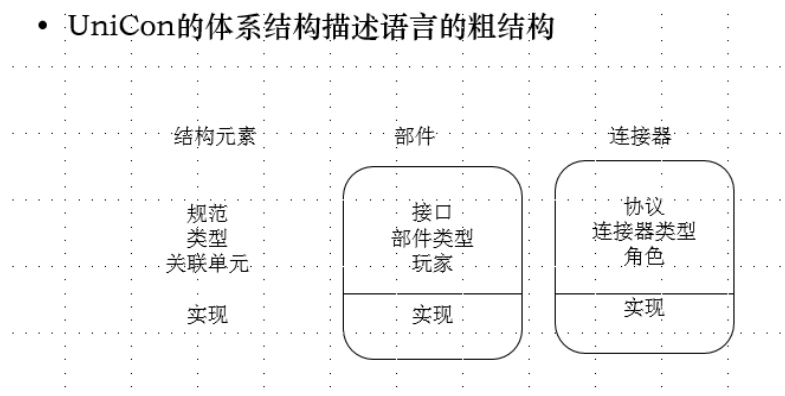 • UniCon的体系结构描述语言的粗结构
结构元素 部件 连接器
规范 接口 协议
类型 部件类型 连接器类型
关联单元 玩家 角色
实现 实现 实现